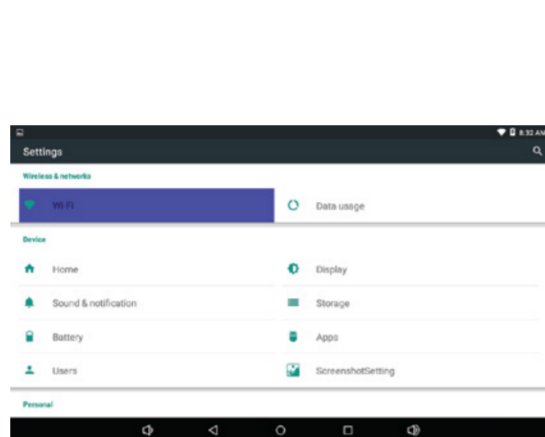 8:32 AM
Settings
Wireless & networks
Wi-Fi
Data usage
Device
Home
Display
Sound & notification
Storage
Battery
Apps
Users
ScreenshotSetting
Personal